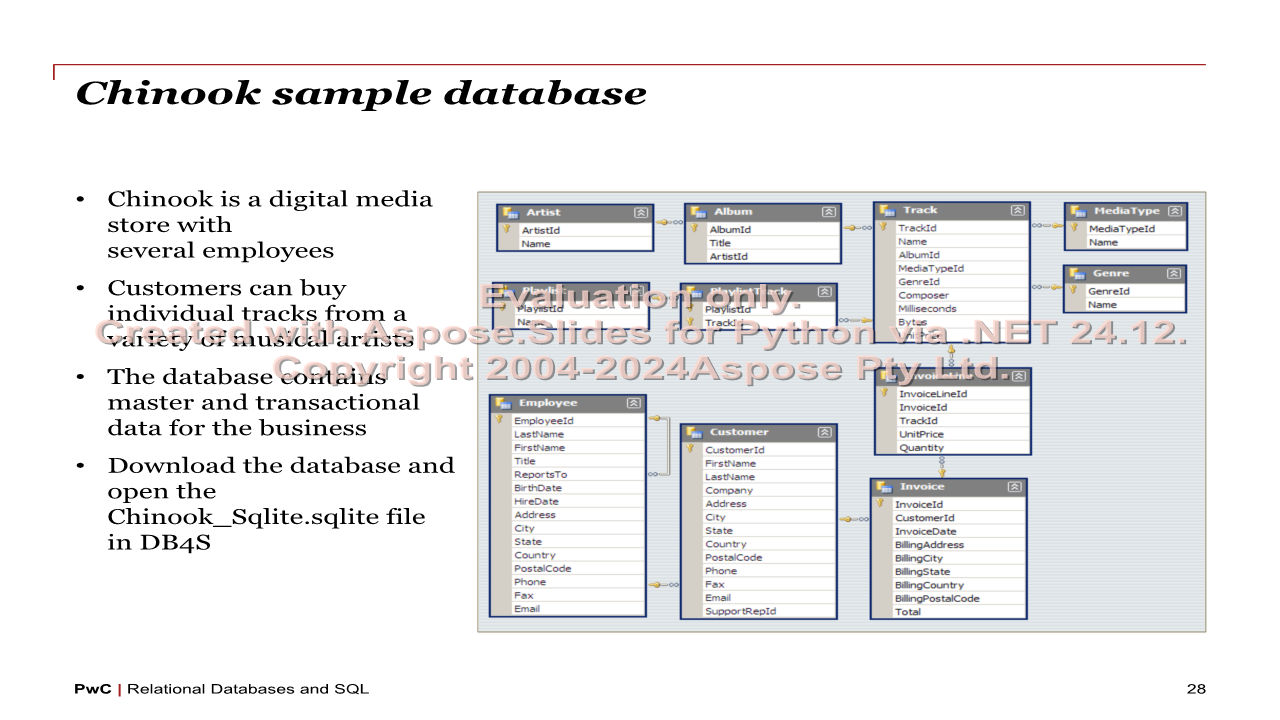 Chinook sample database
• Chinook is a digital media
store with
several employees
• Customers can buy
individual tracks from a
variety of musical artists
• The database contains
master and transactional
data for the business
• Download the database and
open the
Chinook_Sqlite.sqlite file
in DB4S
Artist
ArtistId
Name
Album
AlbumId
Title
ArtistId
Track
TrackId
Name
AlbumId
MediaTypeId
GenreId
Composer
Milliseconds
Bytes
UnitPrice
MediaType
MediaTypeId
Name
Genre
GenreId
Name
Playlist
PlaylistId
Name
PlaylistTrack
PlaylistId
TrackId
Evaluation only.
Created with Aspose.Slides for Python via .NET 24.12.
Copyright 2004-2024Aspose Pty Ltd.
InvoiceLine
InvoiceLineId
InvoiceId
TrackId
UnitPrice
Quantity
Employee
EmployeeId
LastName
FirstName
Title
ReportsTo
BirthDate
HireDate
Address
City
State
Country
PostalCode
Phone
Fax
Email
Customer
CustomerId
FirstName
LastName
Company
Address
City
State
Country
PostalCode
Phone
Fax
Email
SupportRepId
Invoice
InvoiceId
CustomerId
InvoiceDate
BillingAddress
BillingCity
BillingState
BillingCountry
BillingPostalCode
Total
PwC | Relational Databases and SQL
28